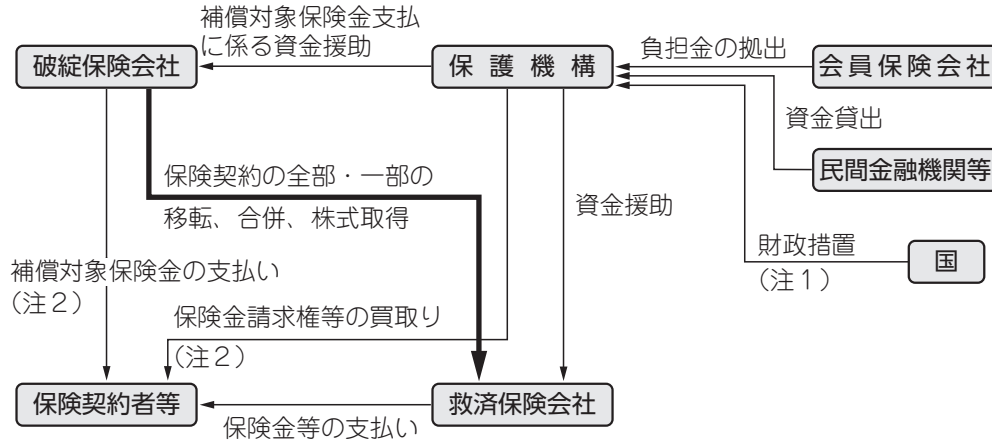 補償対象保険金支払
に係る資金援助
破綻保険会社
保護機構
負担金の拠出
会員保険会社
資金貸出
民間金融機関等
保険契約の全部・一部の
移転、合併、株式取得
資金援助
財政措置
（注１）
国
補償対象保険金の支払い
（注２）
保険金請求権等の買取り
（注２）
保険契約者等
救済保険会社
保険金等の支払い